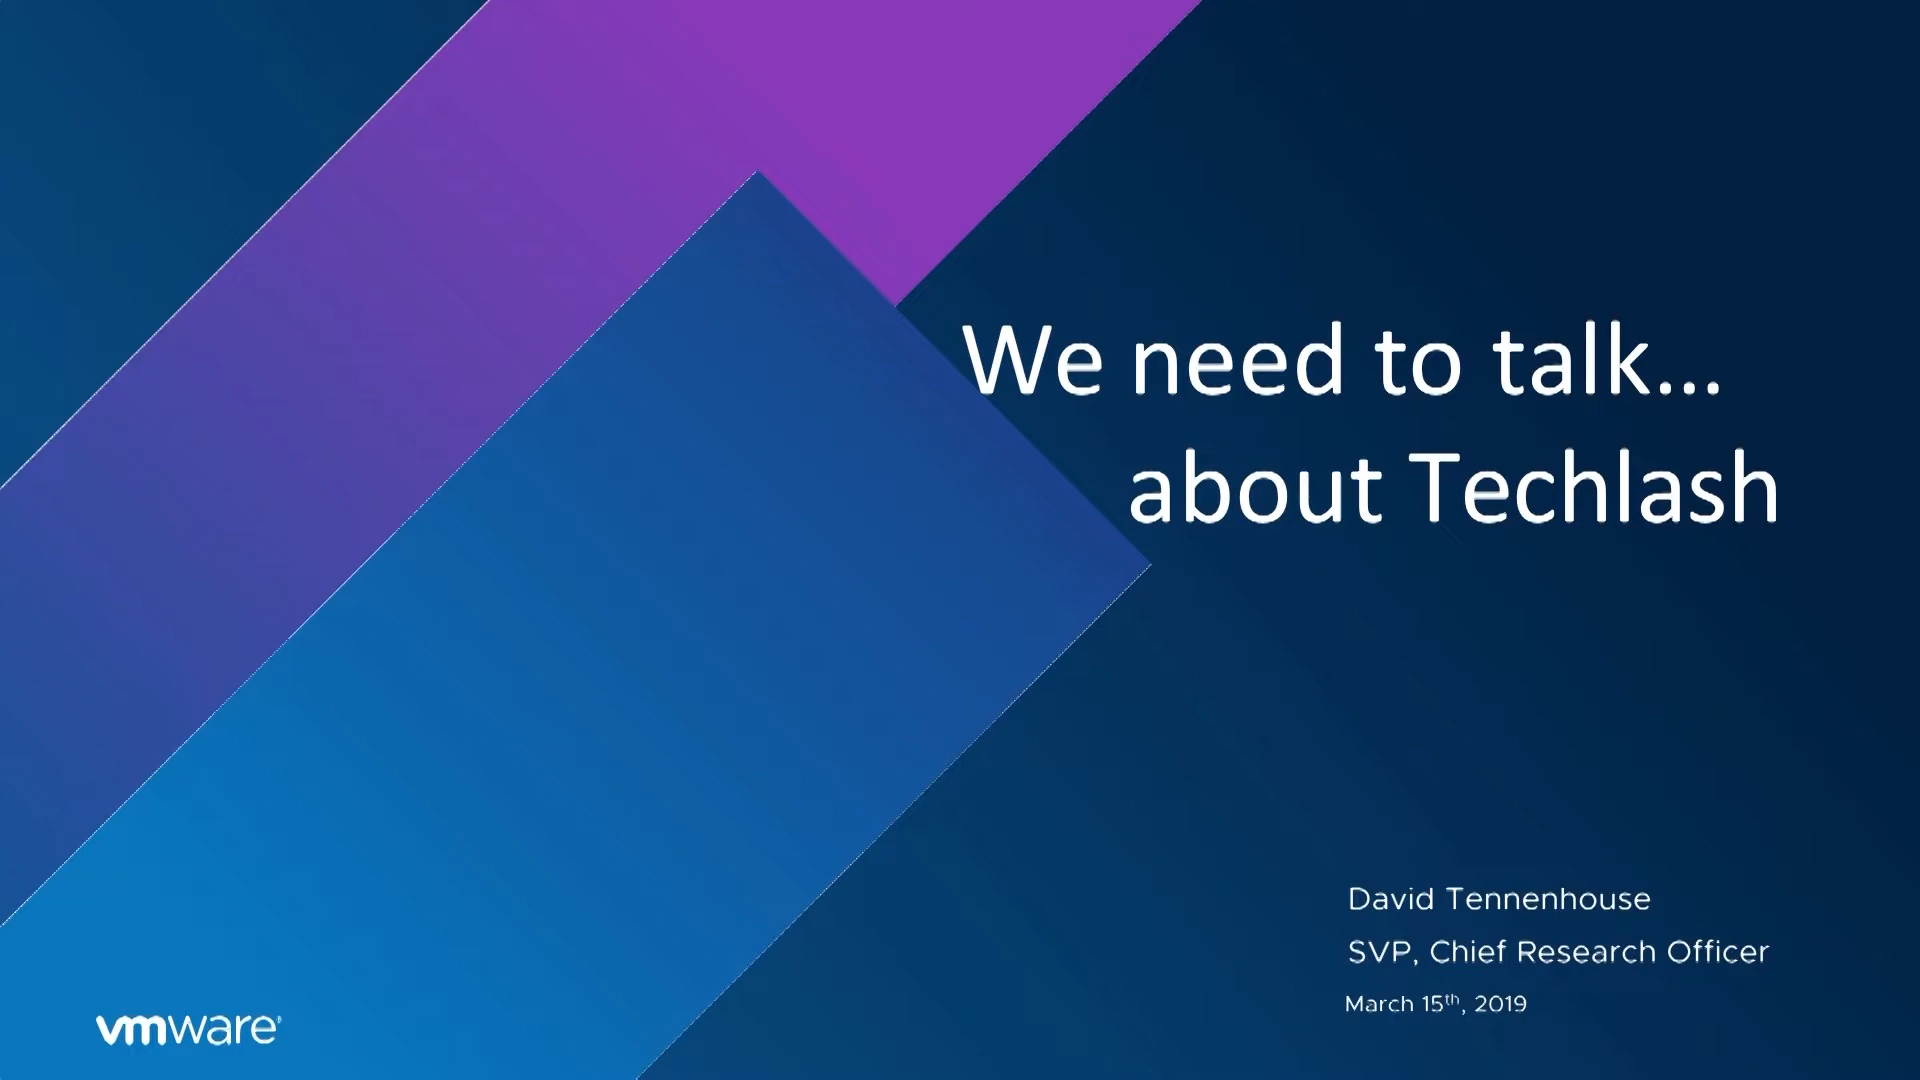 We need to talk...
about Techlash
David Tennenhouse
SVP, Chief Research Officer
March 15th, 2019
vmware®